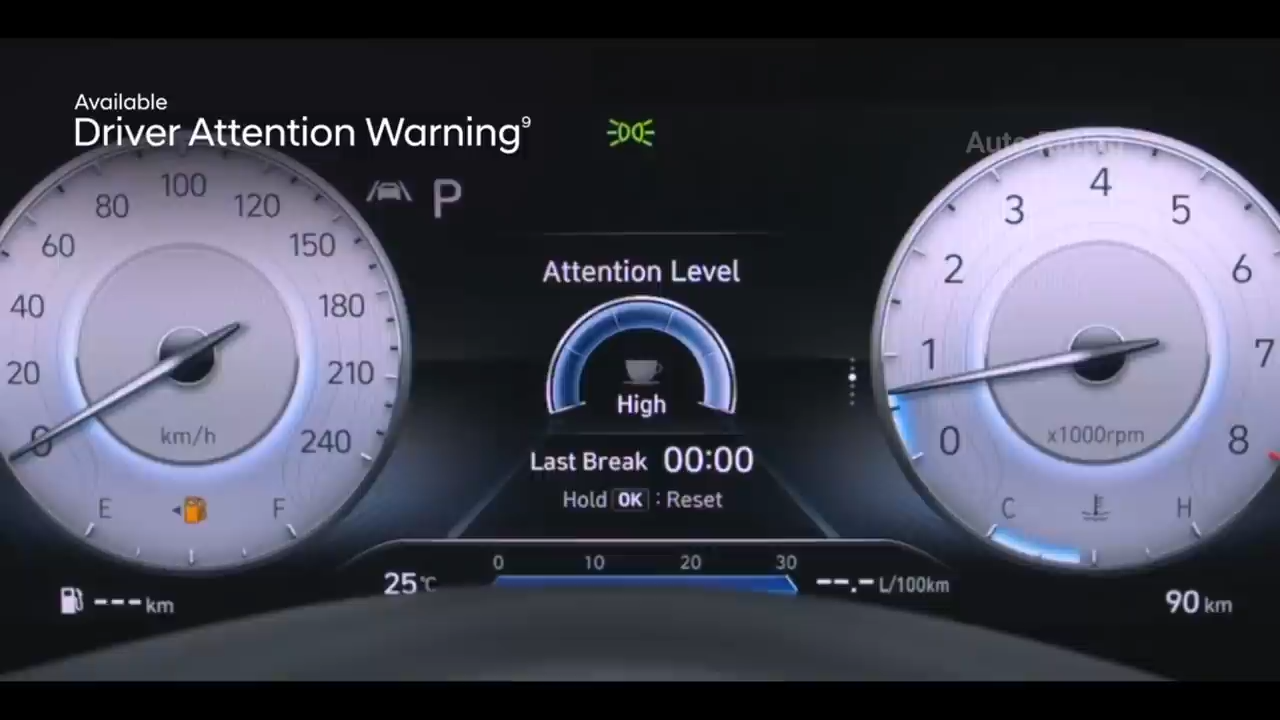 Available
Driver Attention Warning9
P
0
20
40
60
80
100
120
150
180
210
240
km/h
E
F
Attention Level
High
Last Break 00:00
Hold OK : Reset
0
1
2
3
4
5
6
7
8
x1000rpm
C
H
0 10 20 30
--- km
25°C
--.- L/100km
90 km